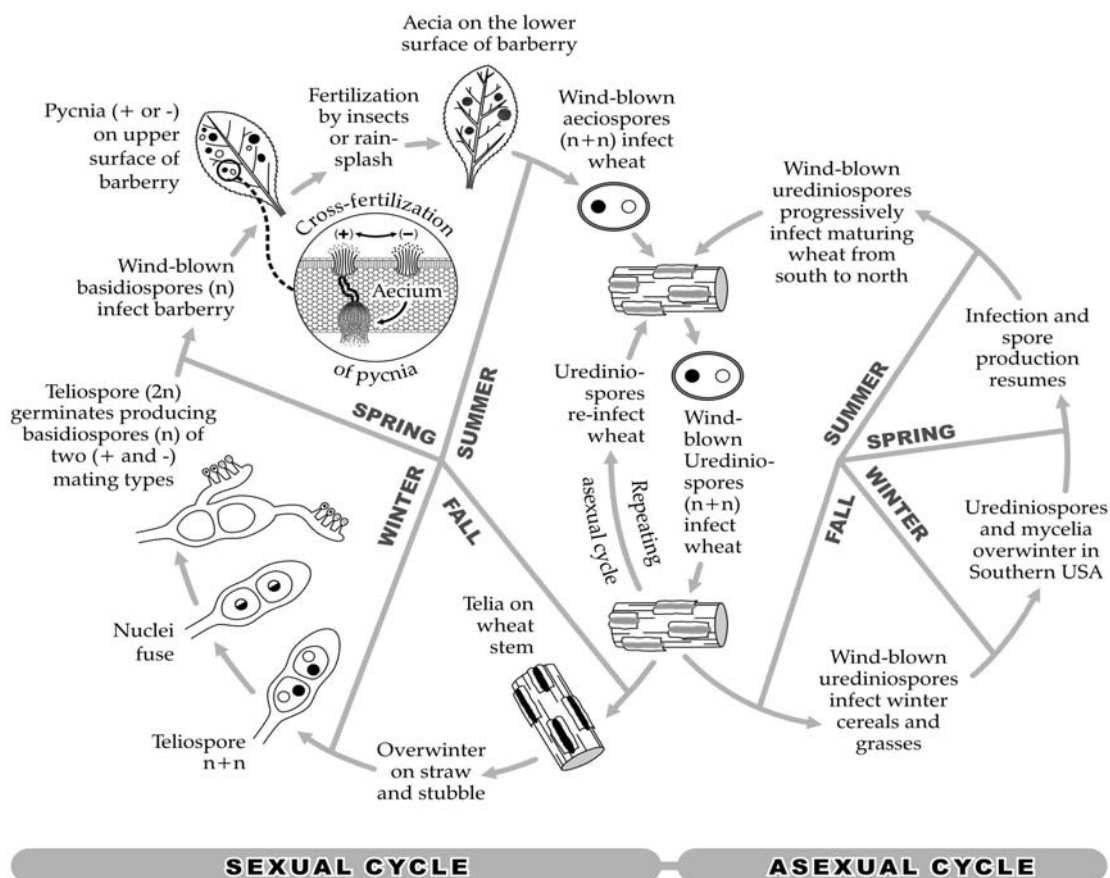 Aecia on the lower
surface of barberry
Pycnia (+ or -)
on upper
surface of
barberry
Fertilization
by insects
or rain-
splash
Wind-blown
aeciospores
(n+n) infect
wheat
Wind-blown
urediniospores
progressively
infect maturing
wheat from
south to north
Cross-fertilization
(+)
(-)
Aecium
of pycnia
Wind-blown
basidiospores (n)
infect barberry
Teliospore (2n)
germinates producing
basidiospores (n) of
two (+ and -)
mating types
Nuclei
fuse
Teliospore
n+n
Overwinter
on straw
and stubble
Telia on
wheat
stem
SPRING
SUMMER
WINTER
FALL
Uredinio-
spores
re-infect
wheat
Repeating
asexual cycle
Wind-
blown
Uredinio-
spores
(n+n)
infect
wheat
Infection and
spore
production
resumes
SUMMER
SPRING
WINTER
FALL
Urediniospores
and mycelia
overwinter in
Southern USA
Wind-blown
urediniospores
infect winter
cereals and
grasses
SEXUAL CYCLE
ASEXUAL CYCLE